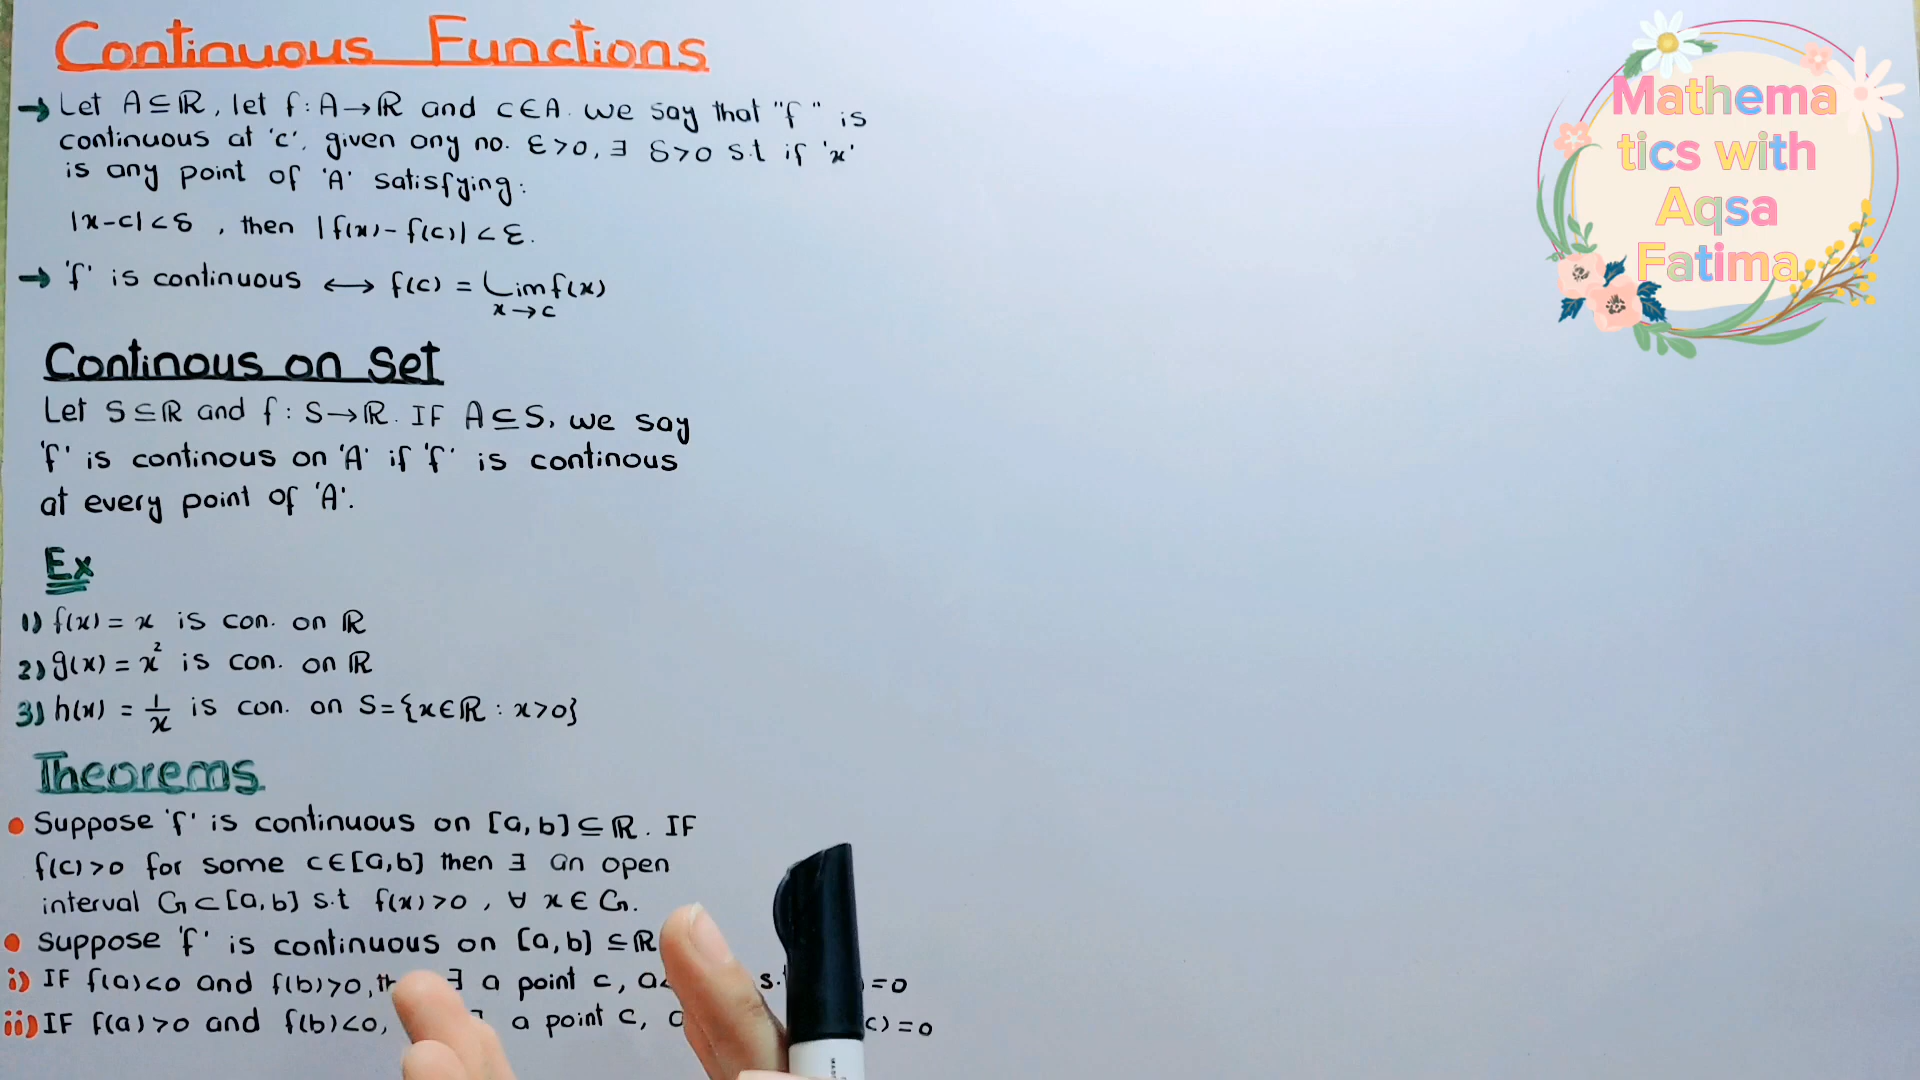 Continuous Functions
→ Let A⊆ℝ, let f:A→ℝ and c∈A. we say that "f" is
continuous at 'c', given any no. ε>0, ∃ δ>0 s.t if 'x'
is any point of 'A' satisfying:
|x-c|<δ , then |f(x)-f(c)|<ε.
→ 'f' is continuous ⟷ f(c) = Lim f(x)
x→c
Continous on Set
Let S⊆ℝ and f:S→ℝ. IF A⊆S, we say
'f' is continous on 'A' if 'f' is continous
at every point of 'A'.
Ex
1) f(x) = x is con. on ℝ
2) g(x) = x² is con. on ℝ
3) h(x) = 1/x is con. on S={x∈ℝ : x>0}
Theorems
• Suppose 'f' is continuous on [a,b]⊆ℝ. IF
f(c)>0 for some c∈[a,b] then ∃ an open
interval G⊂[a,b] s.t f(x)>0 , ∀ x∈G.
• Suppose 'f' is continuous on [a,b] ⊆ℝ
i) IF f(a)<0 and f(b)>0, ∃ a point c, a< =0
ii) IF f(a)>0 and f(b)<0, a point c, c) =0
Mathema
tics with
Aqsa
Fatima